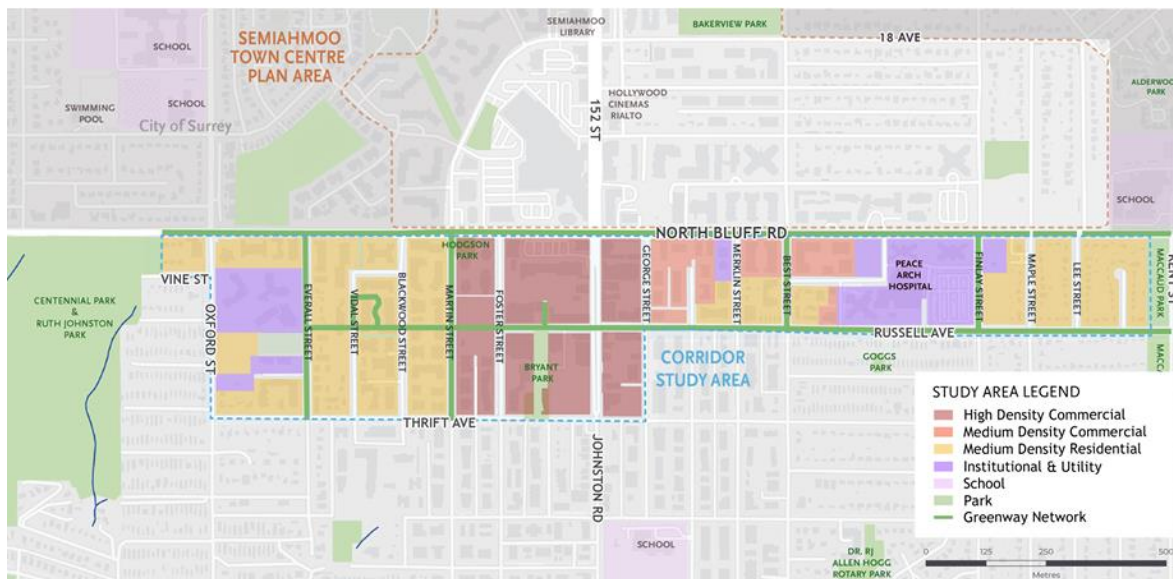 SEMIAHMOO
LIBRARY
BAKERVIEW PARK
SCHOOL
SEMIAHMOO
TOWN CENTRE
PLAN AREA
18 AVE
HOLLYWOOD
CINEMAS
RIALTO
152 ST
SWIMMING
POOL
SCHOOL
City of Surrey
PARK
SCHOOL
NORTH BLUFF RD
HODGSON
PARK
VINE ST
CENTENNIAL PARK
&
RUTH JOHNSTON
PARK
OXFORD ST
EVERALL STREET
VIDAL STREET
BLACKWOOD STREET
MARTIN STREET
FOSTER STREET
GEORGE STREET
MERKLIN STREET
BEST STREET
PEACE
ARCH
HOSPITAL
FINLAY STREET
MAPLE STREET
LEE STREET
MACCAUD PARK
RUSSELL AVE
BRYANT
PARK
CORRIDOR
STUDY AREA
GOGGS
PARK
THRIFT AVE
JOHNSTON RD
SCHOOL
DR. RJ
ALLEN HOGG
ROTARY PARK
STUDY AREA LEGEND
High Density Commercial
Medium Density Commercial
Medium Density Residential
Institutional & Utility
School
Park
Greenway Network
0 125 250 500
Metres